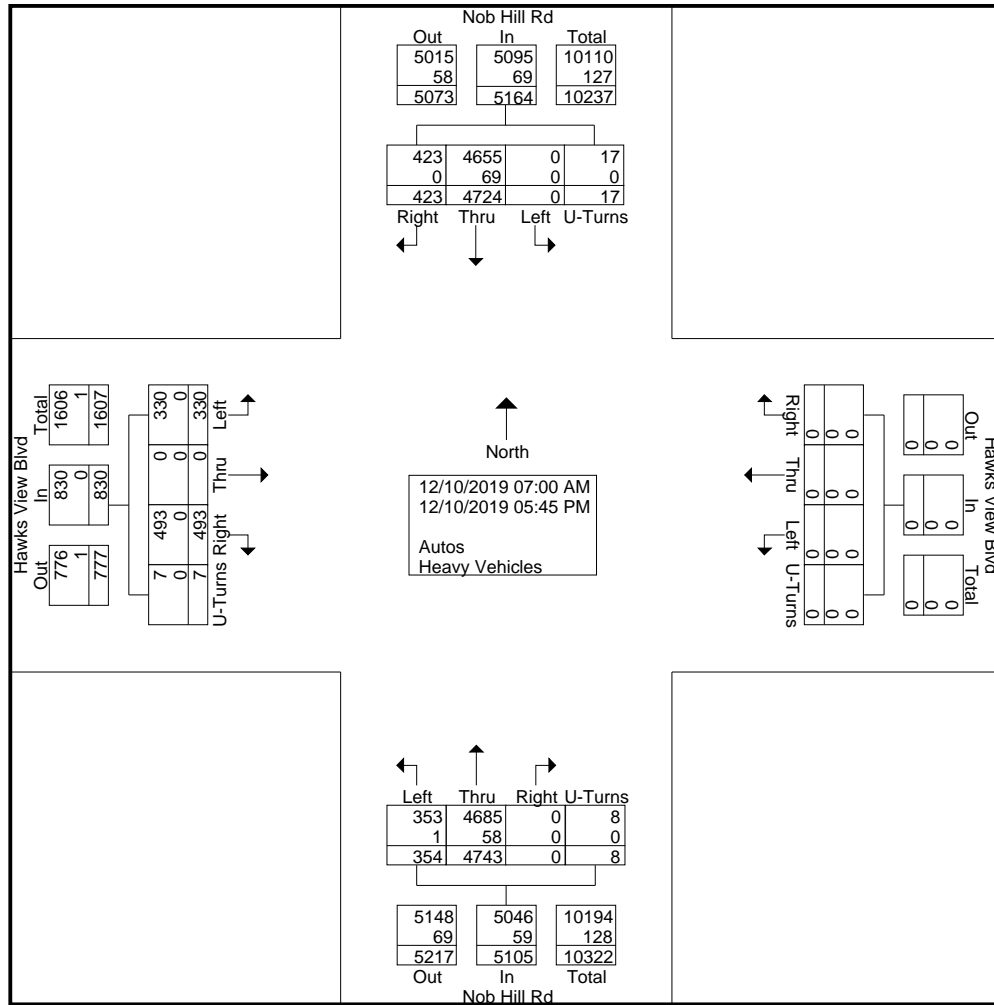 Nob Hill Rd
Out In Total
5015 5095 10110
58 69 127
5073 5164 10237
423 4655 0 17
0 69 0 0
423 4724 0 17
Right Thru Left U-Turns
Hawks View Blvd
Total In Out
1606 830 776
1 0 1
1607 830 777
330 0 493 7
0 0 0 0
330 0 493 7
Left Thru Right U-Turns
North
12/10/2019 07:00 AM
12/10/2019 05:45 PM
Autos
Heavy Vehicles
Right Thru Left U-Turns
0 0 0 0
0 0 0 0
0 0 0 0
Out In Total
0 0 0
0 0 0
0 0 0
Hawks View Blvd
Left Thru Right U-Turns
353 4685 0 8
1 58 0 0
354 4743 0 8
5148 5046 10194
69 59 128
5217 5105 10322
Out In Total
Nob Hill Rd